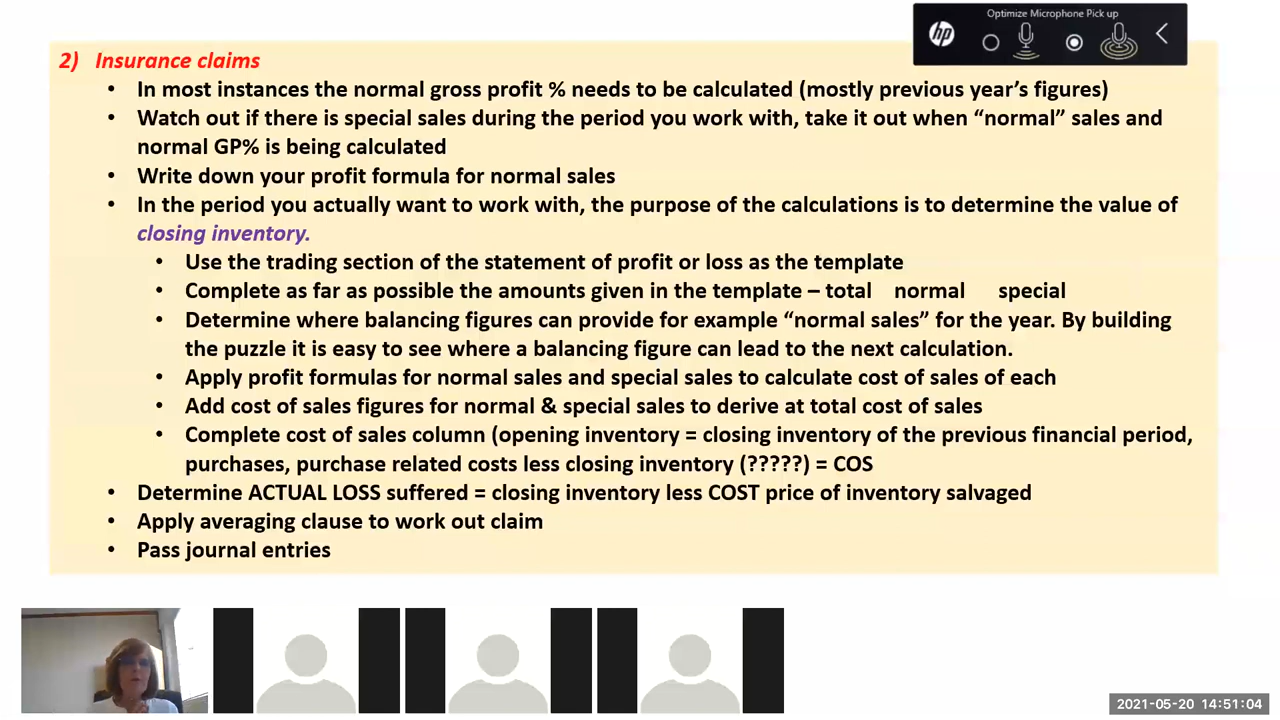 Optimize Microphone Pick up
hp
2) Insurance claims
• In most instances the normal gross profit % needs to be calculated (mostly previous year’s figures)
• Watch out if there is special sales during the period you work with, take it out when “normal” sales and
normal GP% is being calculated
• Write down your profit formula for normal sales
• In the period you actually want to work with, the purpose of the calculations is to determine the value of
closing inventory.
• Use the trading section of the statement of profit or loss as the template
• Complete as far as possible the amounts given in the template – total normal special
• Determine where balancing figures can provide for example “normal sales” for the year. By building
the puzzle it is easy to see where a balancing figure can lead to the next calculation.
• Apply profit formulas for normal sales and special sales to calculate cost of sales of each
• Add cost of sales figures for normal & special sales to derive at total cost of sales
• Complete cost of sales column (opening inventory = closing inventory of the previous financial period,
purchases, purchase related costs less closing inventory (?????) = COS
• Determine ACTUAL LOSS suffered = closing inventory less COST price of inventory salvaged
• Apply averaging clause to work out claim
• Pass journal entries
2021-05-20 14:51:04